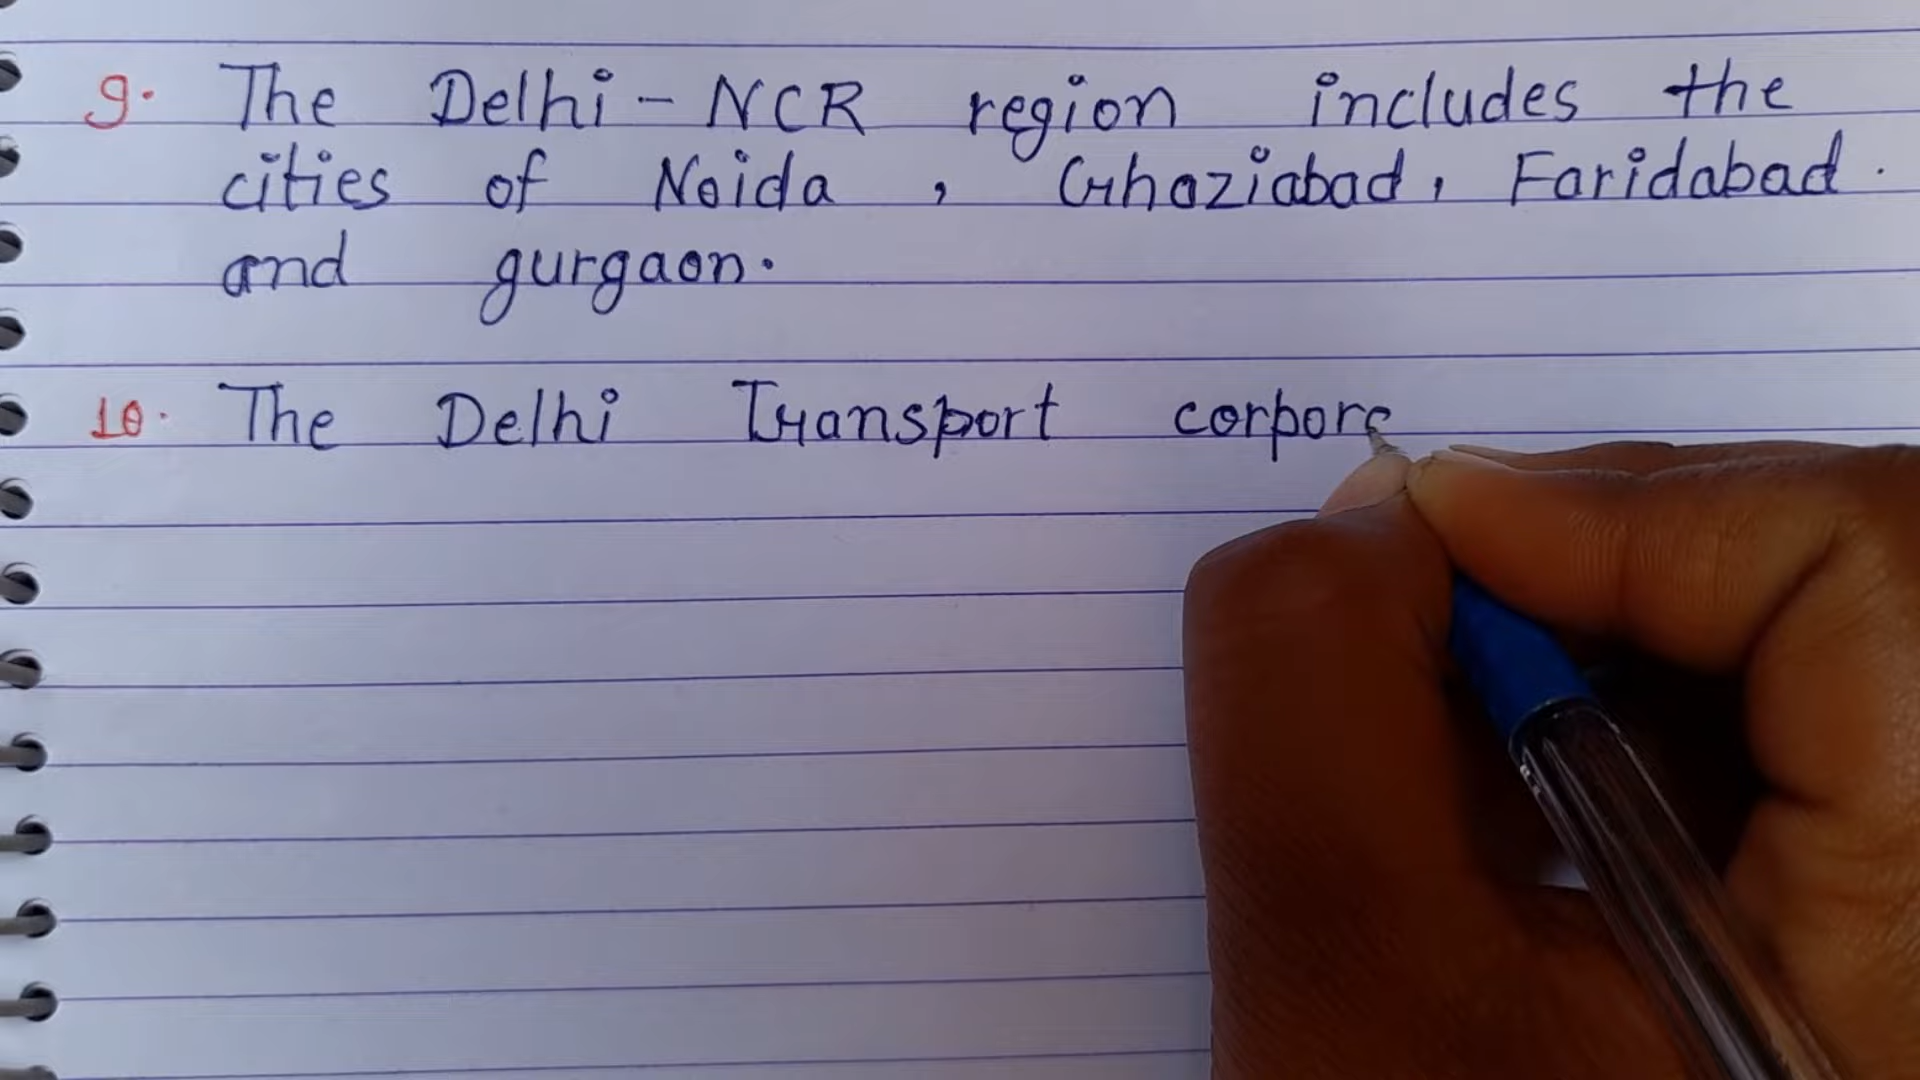 9. The Delhi - NCR region includes the
cities of Noida , Ghaziabad, Faridabad.
and gurgaon.
10. The Delhi Transport corpora